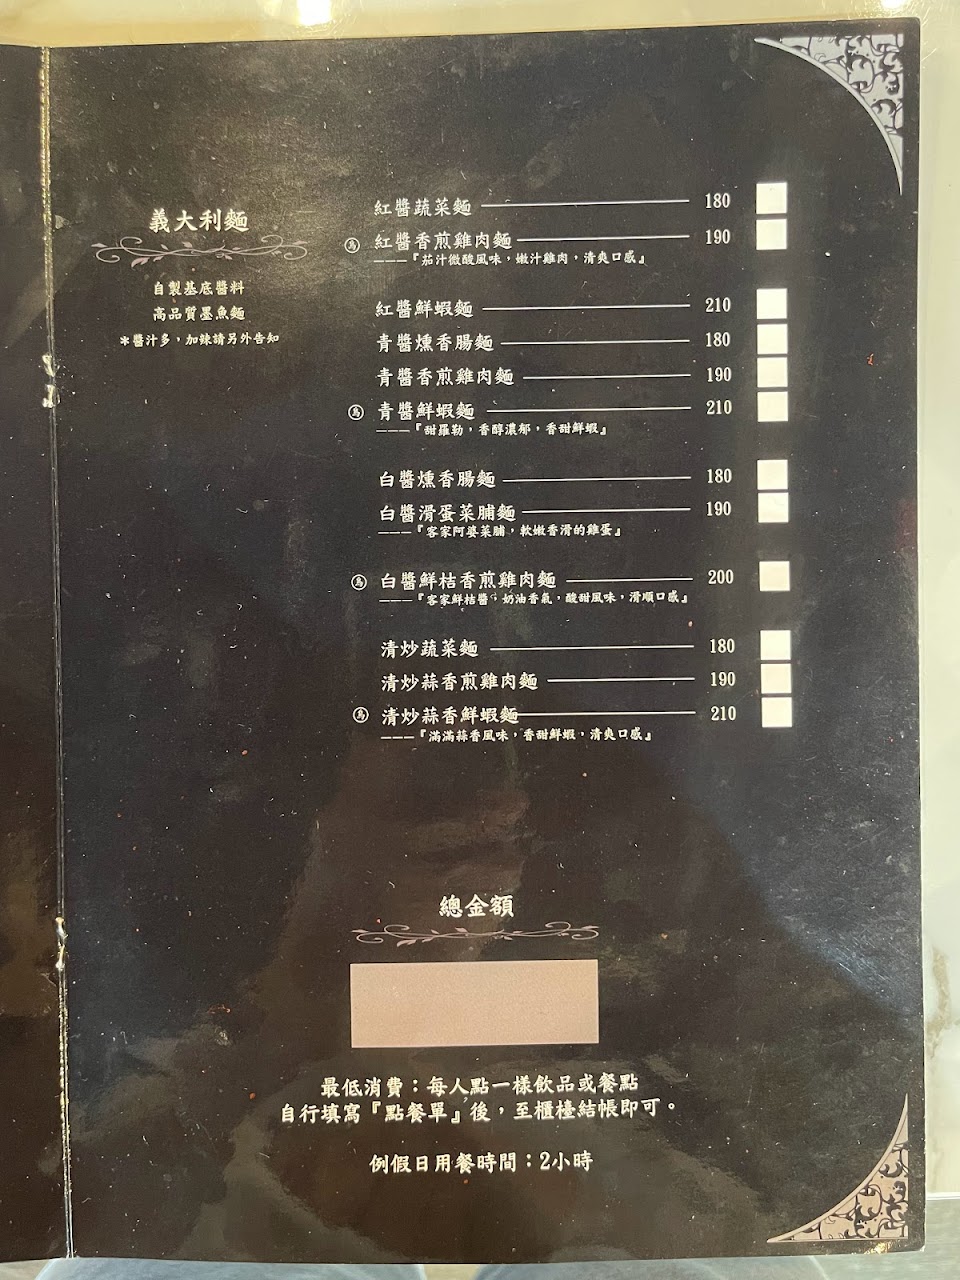 義大利麵
自製基底醬料
高品質墨魚麵
*醬汁多，加辣請另外告知
紅醬蔬菜麵 180
紅醬香煎雞肉麵 190
———『茄汁微酸風味，嫩汁雞肉，清爽口感』
紅醬鮮蝦麵 210
青醬燻香腸麵 180
青醬香煎雞肉麵 190
青醬鮮蝦麵 210
———『甜羅勒，香醇濃郁，香甜鮮蝦』
白醬燻香腸麵 180
白醬滑蛋菜脯麵 190
———『客家阿婆菜脯，軟嫩香滑的雞蛋』
白醬鮮桔香煎雞肉麵 200
———『客家鮮桔醬，奶油香氣，酸甜風味，滑順口感』
清炒蔬菜麵 180
清炒蒜香煎雞肉麵 190
清炒蒜香鮮蝦麵 210
———『滿滿蒜香風味，香甜鮮蝦，清爽口感』
總金額
最低消費：每人點一樣飲品或餐點
自行填寫『點餐單』後，至櫃檯結帳即可。
例假日用餐時間：2小時